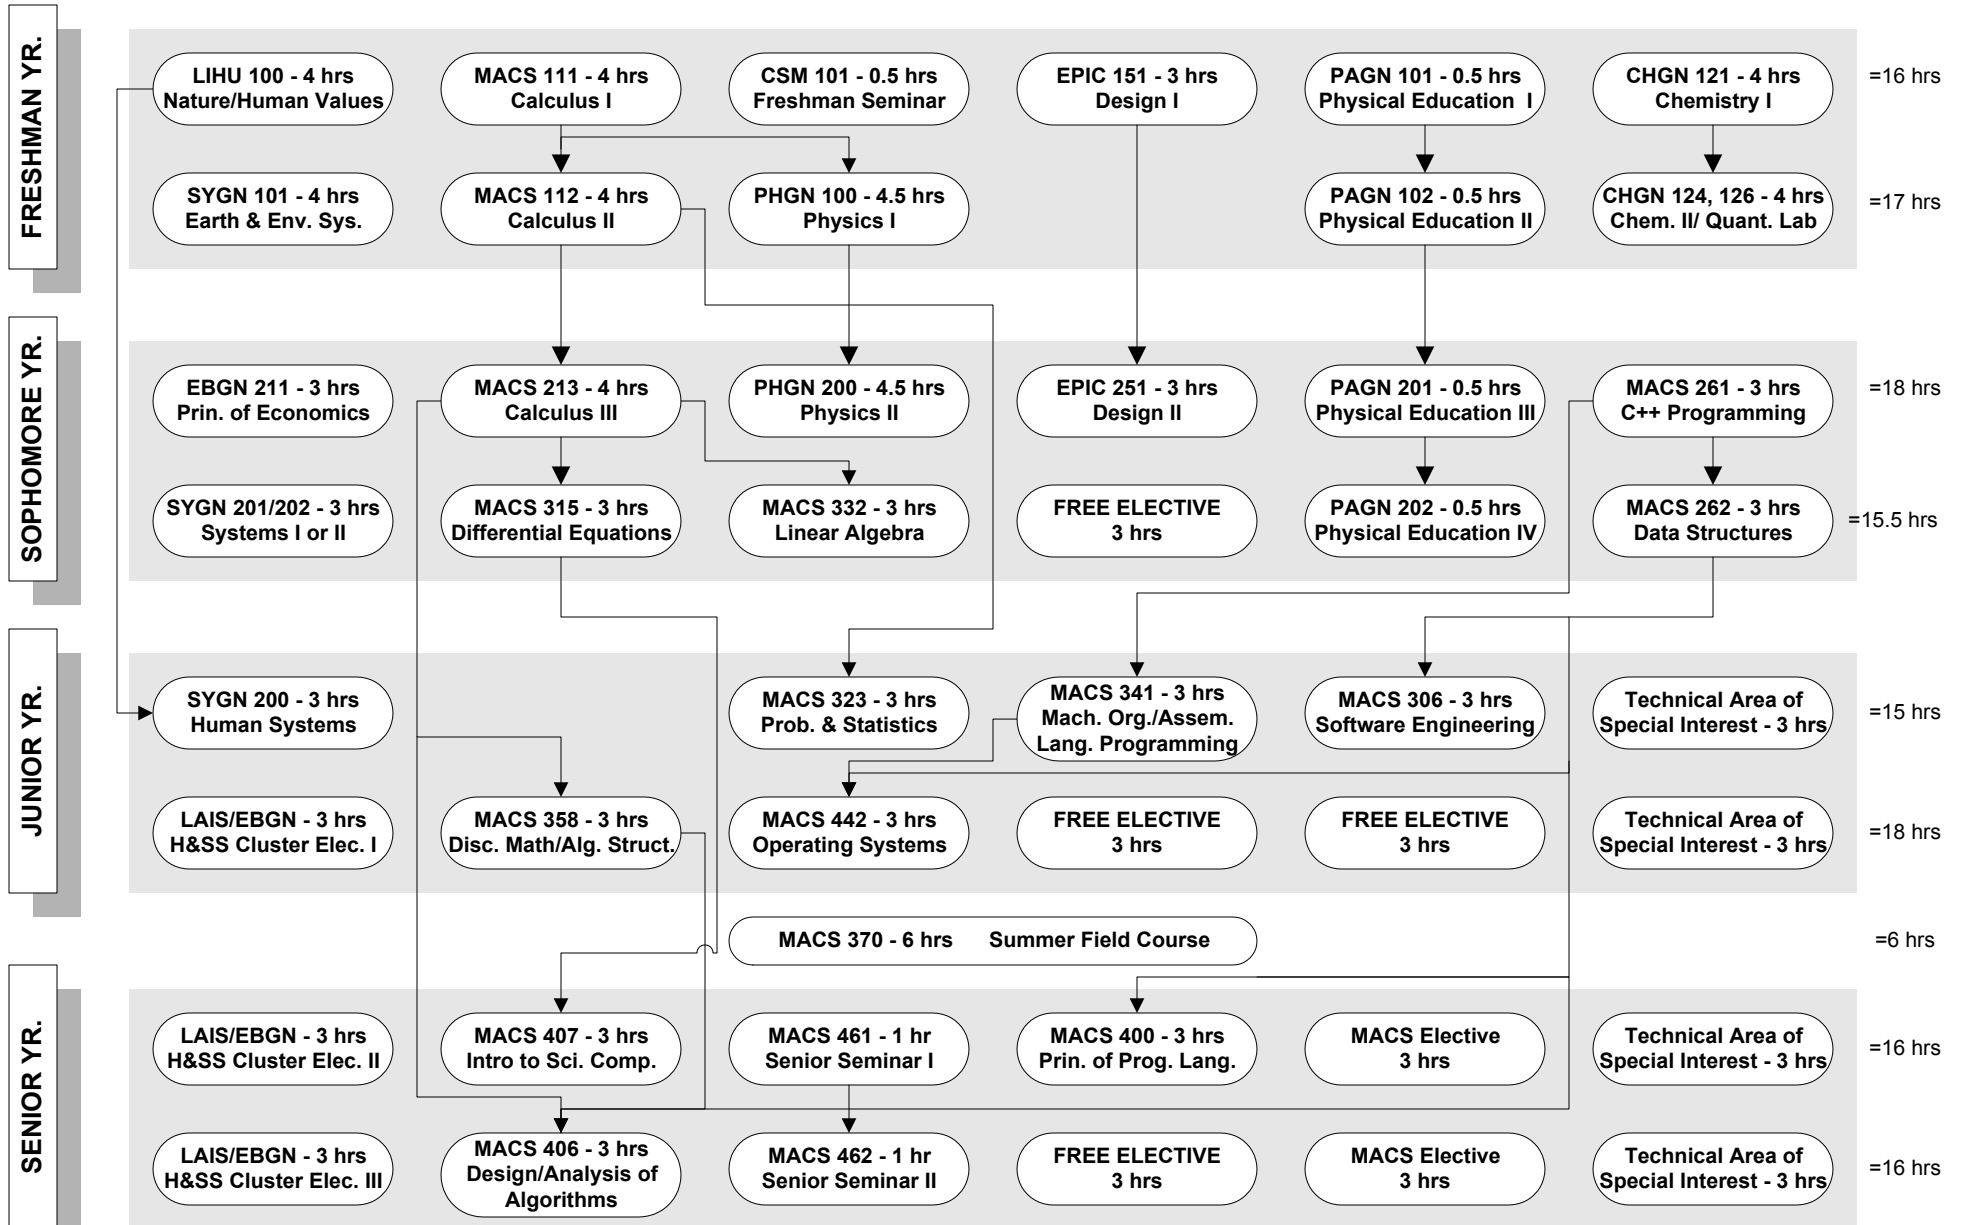 FRESHMAN YR.
LIHU 100 - 4 hrs
Nature/Human Values
MACS 111 - 4 hrs
Calculus I
CSM 101 - 0.5 hrs
Freshman Seminar
EPIC 151 - 3 hrs
Design I
PAGN 101 - 0.5 hrs
Physical Education I
CHGN 121 - 4 hrs
Chemistry I
=16 hrs
SYGN 101 - 4 hrs
Earth & Env. Sys.
MACS 112 - 4 hrs
Calculus II
PHGN 100 - 4.5 hrs
Physics I
PAGN 102 - 0.5 hrs
Physical Education II
CHGN 124, 126 - 4 hrs
Chem. II/ Quant. Lab
=17 hrs
SOPHOMORE YR.
EBGN 211 - 3 hrs
Prin. of Economics
MACS 213 - 4 hrs
Calculus III
PHGN 200 - 4.5 hrs
Physics II
EPIC 251 - 3 hrs
Design II
PAGN 201 - 0.5 hrs
Physical Education III
MACS 261 - 3 hrs
C++ Programming
=18 hrs
SYGN 201/202 - 3 hrs
Systems I or II
MACS 315 - 3 hrs
Differential Equations
MACS 332 - 3 hrs
Linear Algebra
FREE ELECTIVE
3 hrs
PAGN 202 - 0.5 hrs
Physical Education IV
MACS 262 - 3 hrs
Data Structures
=15.5 hrs
JUNIOR YR.
SYGN 200 - 3 hrs
Human Systems
MACS 323 - 3 hrs
Prob. & Statistics
MACS 341 - 3 hrs
Mach. Org./Assem.
Lang. Programming
MACS 306 - 3 hrs
Software Engineering
Technical Area of
Special Interest - 3 hrs
=15 hrs
LAIS/EBGN - 3 hrs
H&SS Cluster Elec. I
MACS 358 - 3 hrs
Disc. Math/Alg. Struct.
MACS 442 - 3 hrs
Operating Systems
FREE ELECTIVE
3 hrs
FREE ELECTIVE
3 hrs
Technical Area of
Special Interest - 3 hrs
=18 hrs
MACS 370 - 6 hrs Summer Field Course
=6 hrs
SENIOR YR.
LAIS/EBGN - 3 hrs
H&SS Cluster Elec. II
MACS 407 - 3 hrs
Intro to Sci. Comp.
MACS 461 - 1 hr
Senior Seminar I
MACS 400 - 3 hrs
Prin. of Prog. Lang.
MACS Elective
3 hrs
Technical Area of
Special Interest - 3 hrs
=16 hrs
LAIS/EBGN - 3 hrs
H&SS Cluster Elec. III
MACS 406 - 3 hrs
Design/Analysis of
Algorithms
MACS 462 - 1 hr
Senior Seminar II
FREE ELECTIVE
3 hrs
MACS Elective
3 hrs
Technical Area of
Special Interest - 3 hrs
=16 hrs